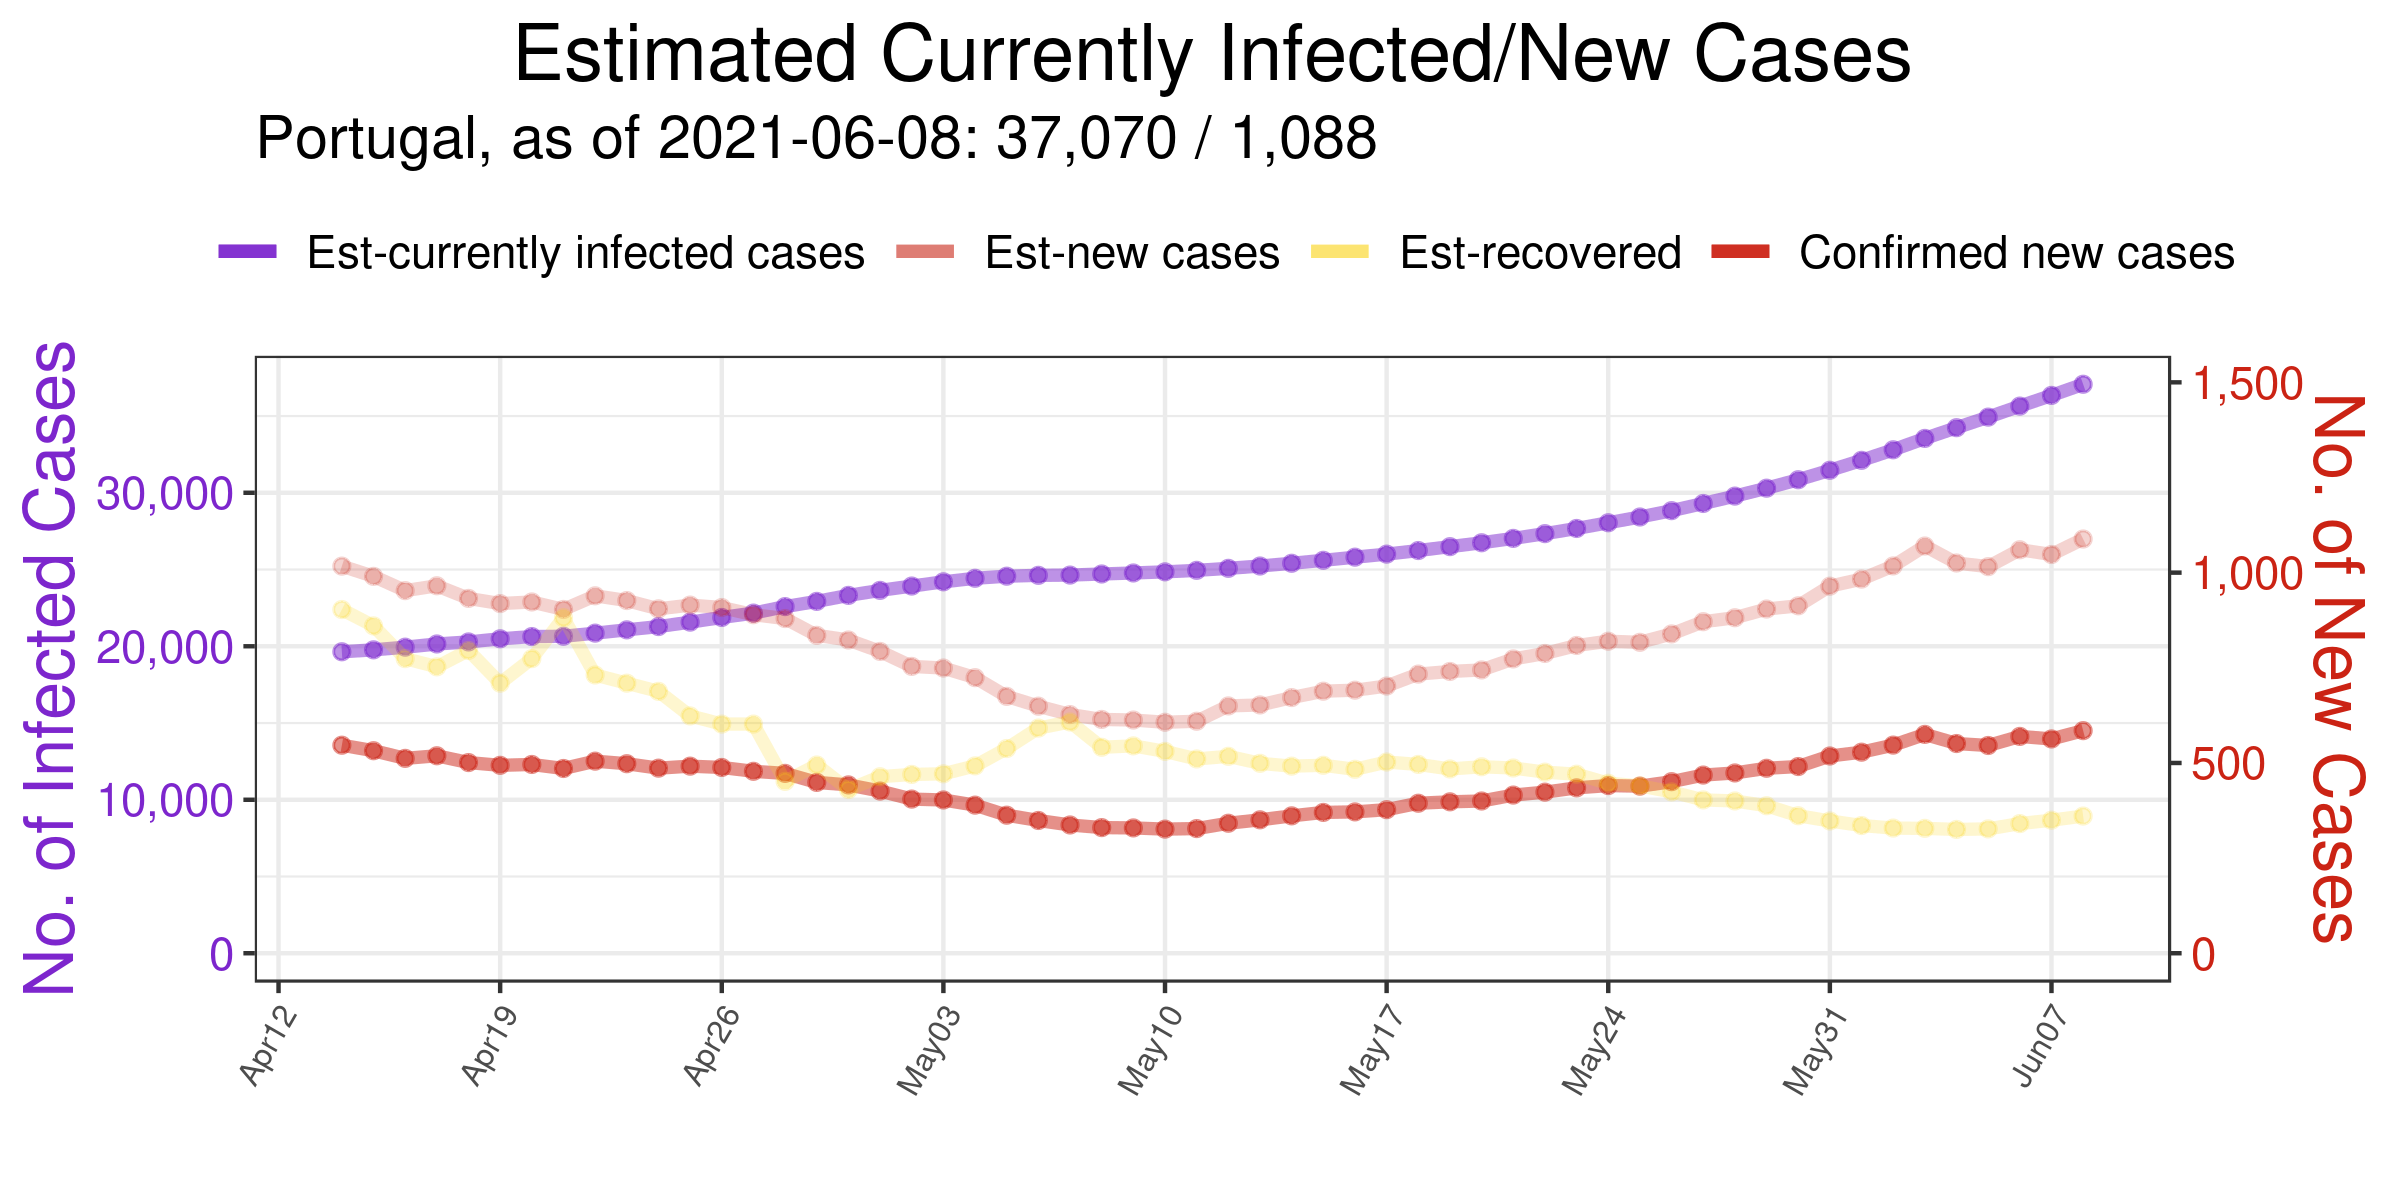 Estimated Currently Infected/New Cases
Portugal, as of 2021-06-08: 37,070 / 1,088
Est-currently infected cases Est-new cases Est-recovered Confirmed new cases
No. of Infected Cases
30,000
20,000
10,000
0
1,500
1,000
500
0
No. of New Cases
Apr12 Apr19 Apr26 May03 May10 May17 May24 May31 Jun07